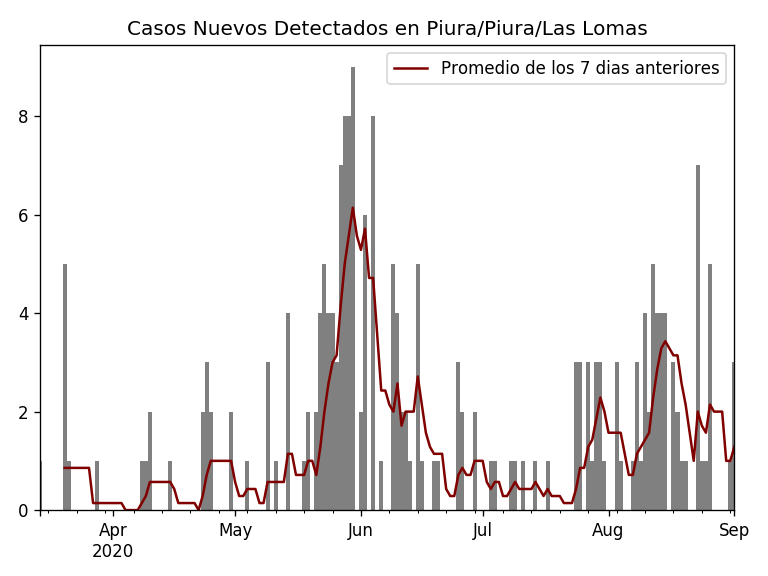 Casos Nuevos Detectados en Piura/Piura/Las Lomas
Promedio de los 7 dias anteriores
8
6
4
2
0
Apr May Jun Jul Aug Sep
2020